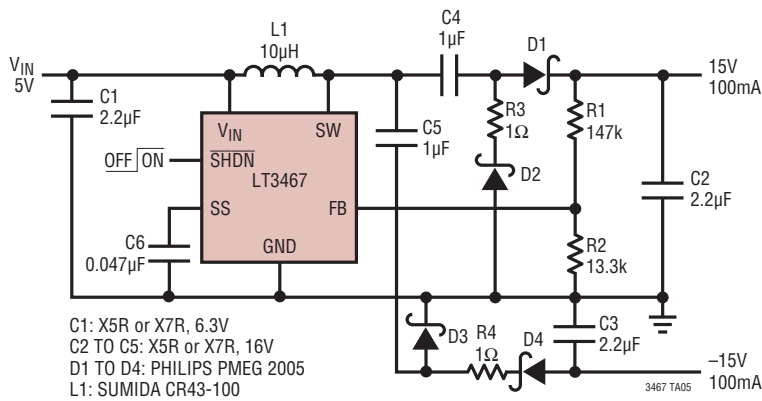 L1
10µH
C4
1µF
D1
VIN
5V
15V
100mA
C1
2.2µF
R3
1Ω
R1
147k
VIN
SW
C5
1µF
OFF ON
SHDN
LT3467
D2
C2
2.2µF
SS
FB
C6
0.047µF
GND
R2
13.3k
C1: X5R or X7R, 6.3V
C2 TO C5: X5R or X7R, 16V
D1 TO D4: PHILIPS PMEG 2005
L1: SUMIDA CR43-100
D3
R4
1Ω
D4
C3
2.2µF
–15V
100mA
3467 TA05